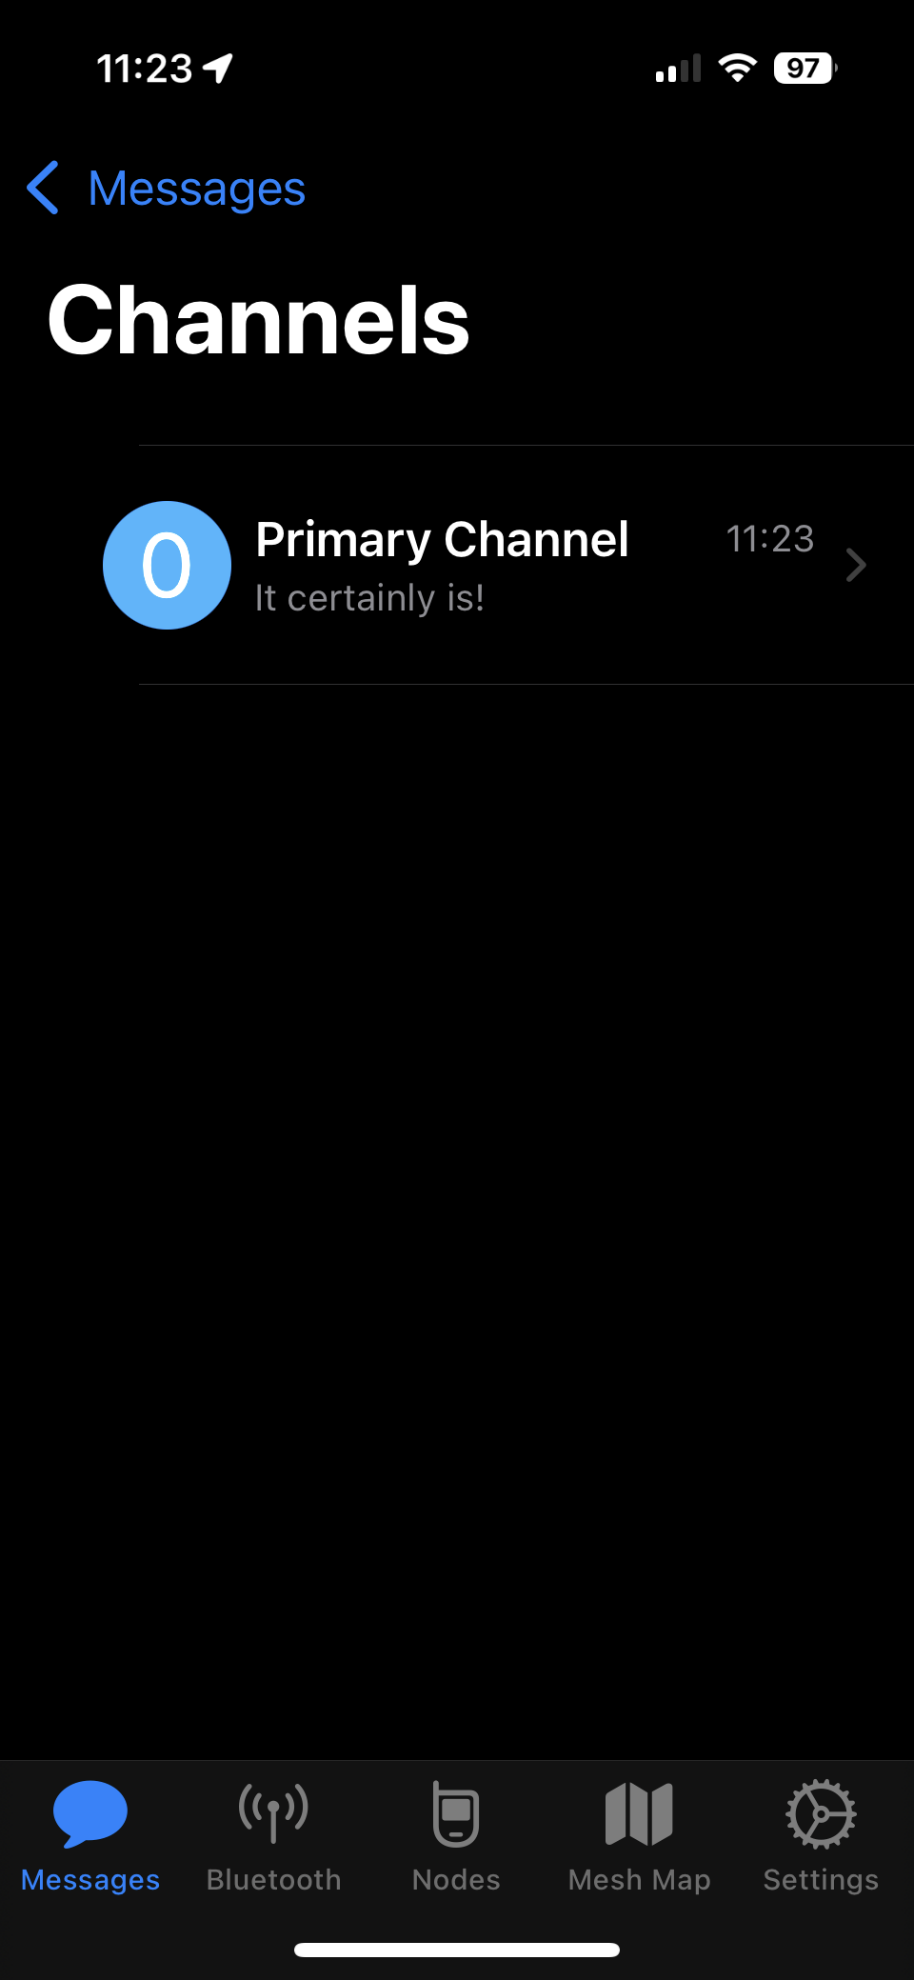 11:23 97
Messages
Channels
0
Primary Channel 11:23
It certainly is!
Messages Bluetooth Nodes Mesh Map Settings